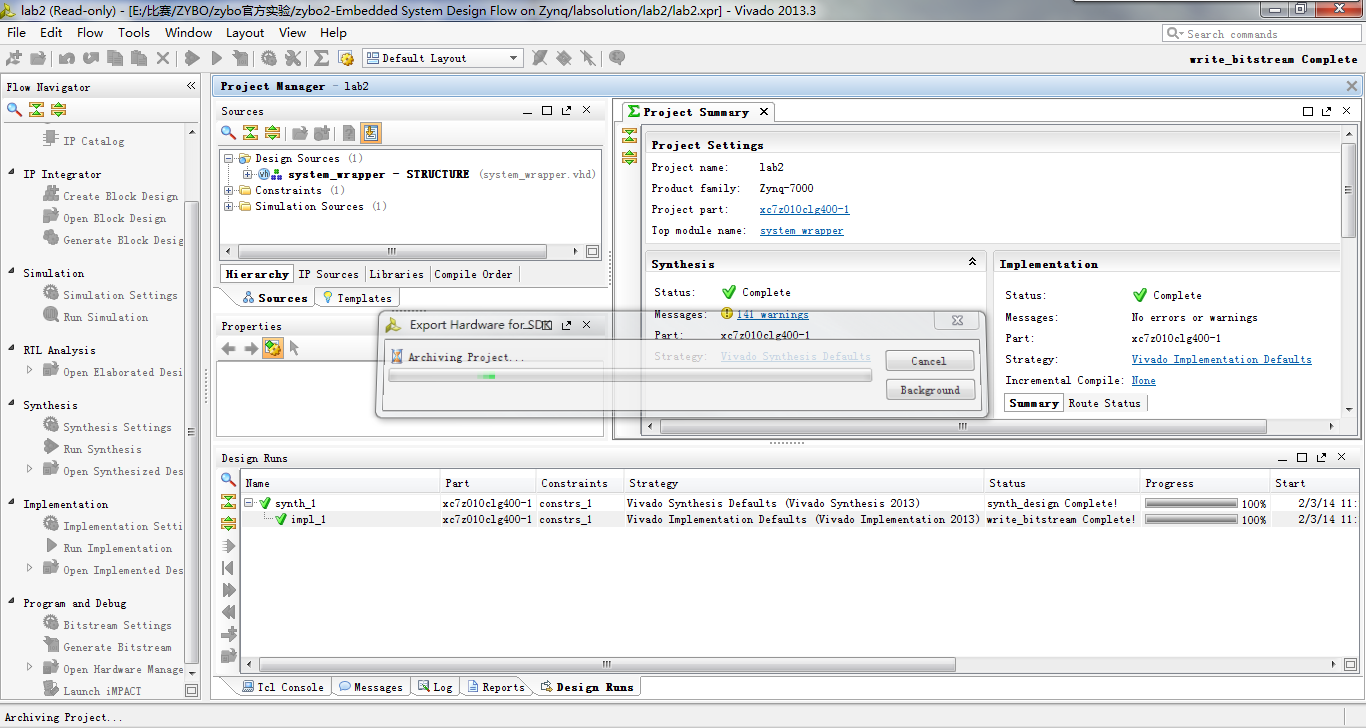 lab2 (Read-only) - [E:/比赛/ZYBO/zybo官方实验/zybo2-Embedded System Design Flow on Zynq/labsolution/lab2/lab2.xpr] - Vivado 2013.3
File Edit Flow Tools Window Layout View Help
Search commands
Default Layout
write_bitstream Complete
Flow Navigator
IP Catalog
IP Integrator
Create Block Design
Open Block Design
Generate Block Desig
Simulation
Simulation Settings
Run Simulation
RTL Analysis
Open Elaborated Desi
Synthesis
Synthesis Settings
Run Synthesis
Open Synthesized Des
Implementation
Implementation Setti
Run Implementation
Open Implemented Des
Program and Debug
Bitstream Settings
Generate Bitstream
Open Hardware Manage
Launch iMPACT
Project Manager - lab2
Sources
Design Sources (1)
system_wrapper - STRUCTURE (system_wrapper.vhd)
Constraints (1)
Simulation Sources (1)
Hierarchy IP Sources Libraries Compile Order
Sources Templates
Properties
Project Summary
Project Settings
Project name: lab2
Product family: Zynq-7000
Project part: xc7z010clg400-1
Top module name: system_wrapper
Synthesis
Status: Complete
Messages: 141 warnings
Part: xc7z010clg400-1
Strategy: Vivado Synthesis Defaults
Implementation
Status: Complete
Messages: No errors or warnings
Part: xc7z010clg400-1
Strategy: Vivado Implementation Defaults
Incremental Compile: None
Summary Route Status
Export Hardware for SDK
Archiving Project...
Cancel
Background
Design Runs
Name Part Constraints Strategy Status Progress Start
synth_1 xc7z010clg400-1 constrs_1 Vivado Synthesis Defaults (Vivado Synthesis 2013) synth_design Complete! 100% 2/3/14 11:
impl_1 xc7z010clg400-1 constrs_1 Vivado Implementation Defaults (Vivado Implementation 2013) write_bitstream Complete! 100% 2/3/14 11:
Tcl Console Messages Log Reports Design Runs
Archiving Project...